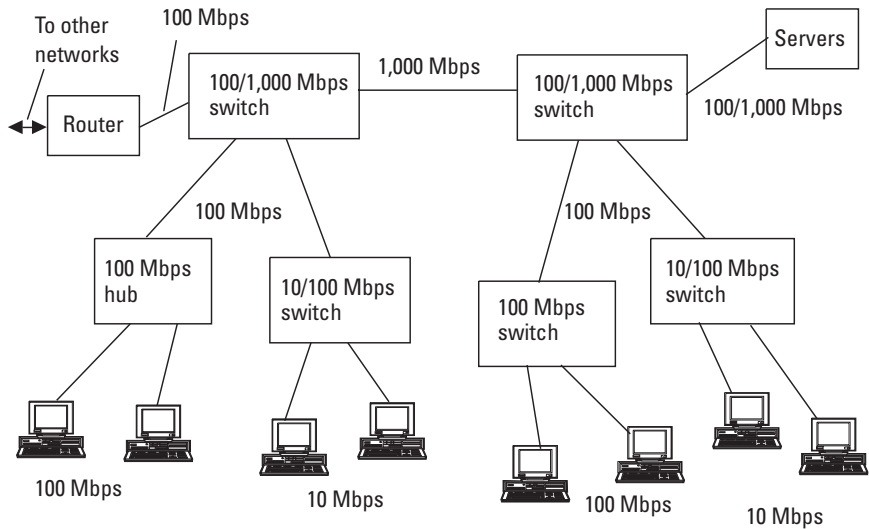 To other
networks
100 Mbps
Router
100/1,000 Mbps
switch
1,000 Mbps
100/1,000 Mbps
switch
Servers
100/1,000 Mbps
100 Mbps
100 Mbps
100 Mbps
hub
10/100 Mbps
switch
100 Mbps
switch
10/100 Mbps
switch
100 Mbps
10 Mbps
100 Mbps
10 Mbps